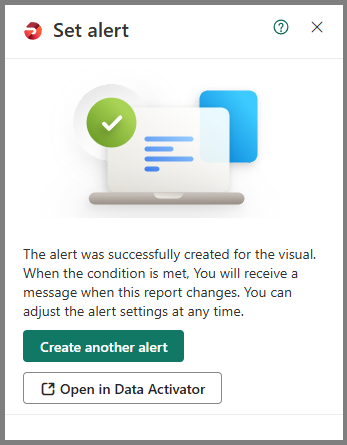 Set alert
The alert was successfully created for the visual.
When the condition is met, You will receive a
message when this report changes. You can
adjust the alert settings at any time.
Create another alert
Open in Data Activator